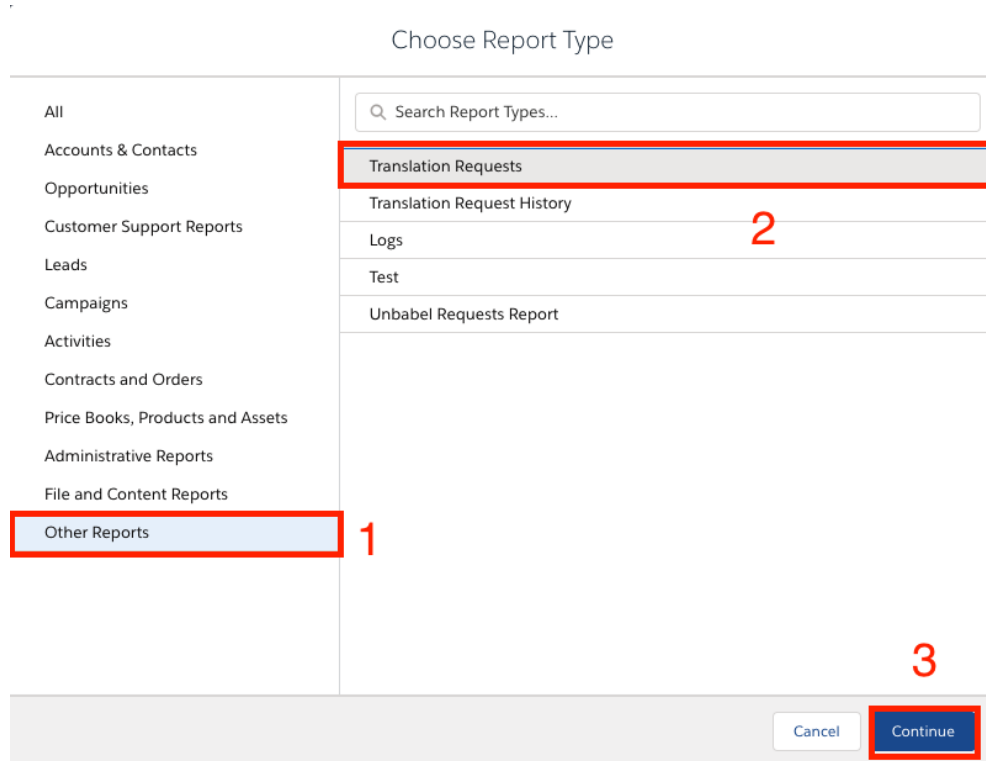 Choose Report Type
All
Accounts & Contacts
Opportunities
Customer Support Reports
Leads
Campaigns
Activities
Contracts and Orders
Price Books, Products and Assets
Administrative Reports
File and Content Reports
Other Reports
1
Search Report Types...
Translation Requests
Translation Request History
2
Logs
Test
Unbabel Requests Report
3
Cancel
Continue